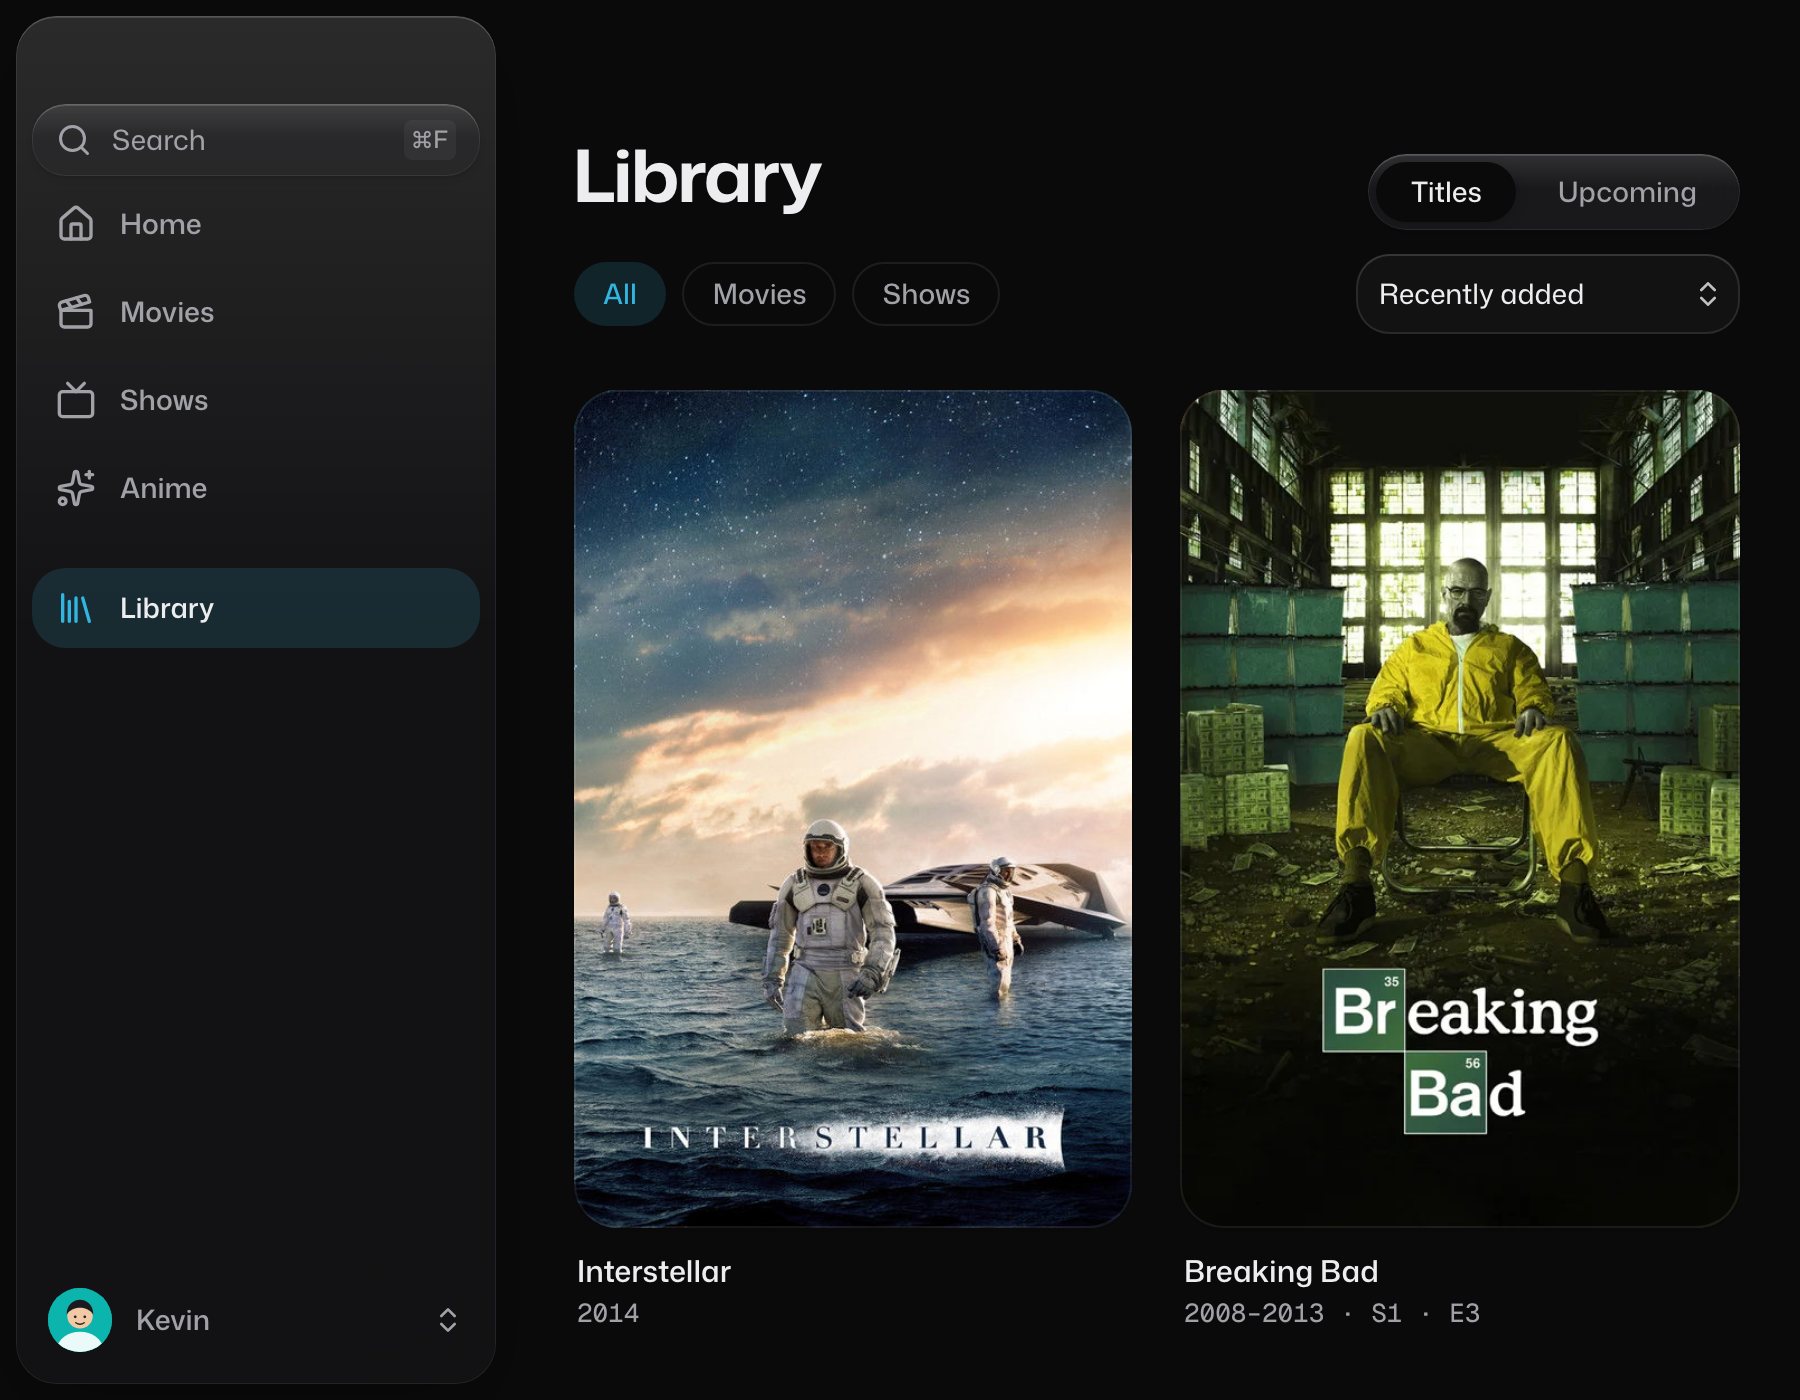 Search ⌘F
Home
Movies
Shows
Anime
Library
Kevin
Library
Titles Upcoming
All Movies Shows
Recently added
INTERSTELLAR
Interstellar
2014
35
Breaking
56
Bad
Breaking Bad
2008–2013 · S1 · E3